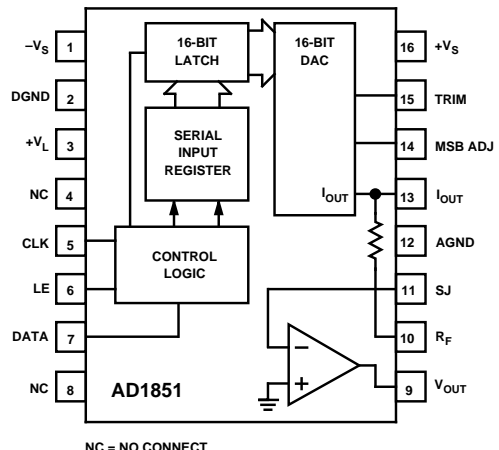 –VS 1
DGND 2
+VL 3
NC 4
CLK 5
LE 6
DATA 7
NC 8
16-BIT
LATCH
SERIAL
INPUT
REGISTER
CONTROL
LOGIC
16-BIT
DAC
IOUT
–
+
AD1851
16 +VS
15 TRIM
14 MSB ADJ
13 IOUT
12 AGND
11 SJ
10 RF
9 VOUT
NC = NO CONNECT